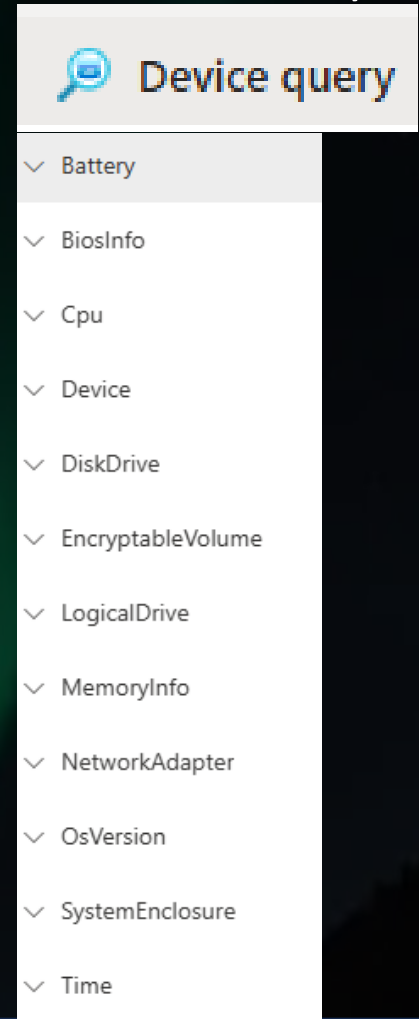 Device query
Battery
BiosInfo
Cpu
Device
DiskDrive
EncryptableVolume
LogicalDrive
MemoryInfo
NetworkAdapter
OsVersion
SystemEnclosure
Time